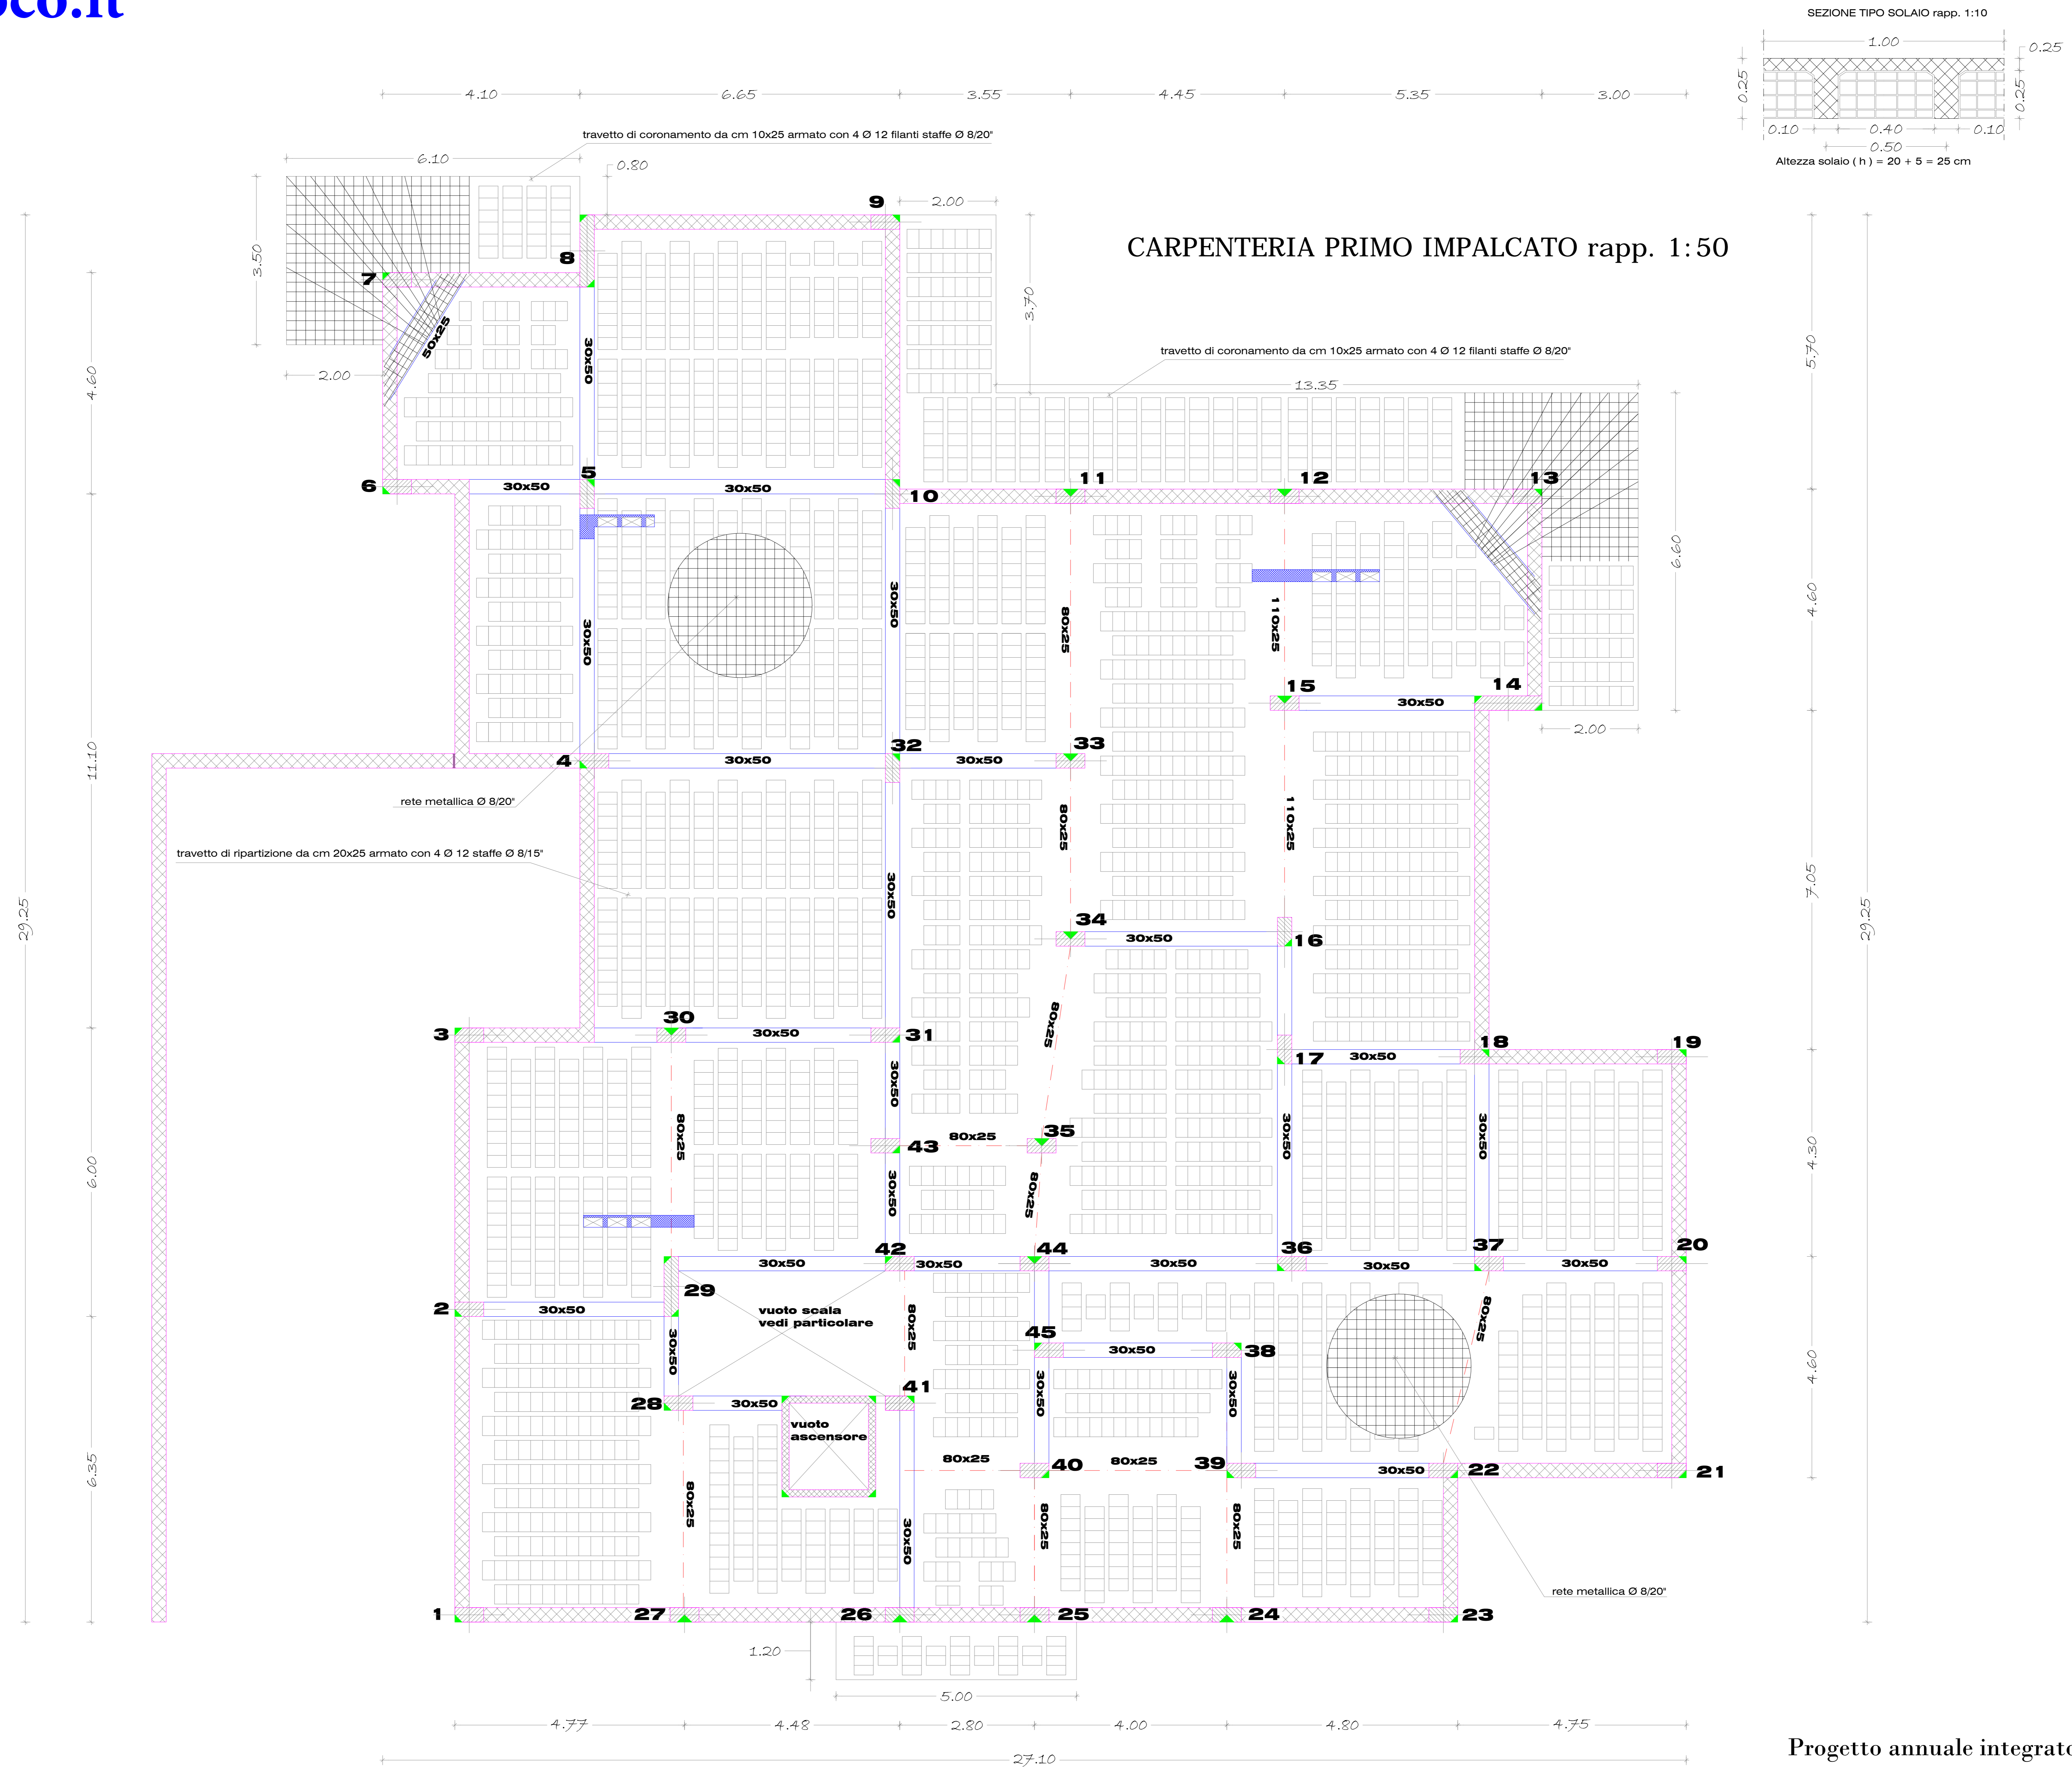 SEZIONE TIPO SOLAIO rapp. 1:10
1.00
0.25
0.25
0.25
0.10
0.40
0.10
0.50
Altezza solaio ( h ) = 20 + 5 = 25 cm
4.10
6.65
3.55
4.45
5.35
3.00
travetto di coronamento da cm 10x25 armato con 4 Ø 12 filanti staffe Ø 8/20"
6.10
0.80
9
2.00
CARPENTERIA PRIMO IMPALCATO rapp. 1:50
3.50
8
7
3.70
50x25
30x50
travetto di coronamento da cm 10x25 armato con 4 Ø 12 filanti staffe Ø 8/20"
5.70
2.00
4.60
13.35
6
30x50
5
30x50
10
11
12
13
6.60
30x50
30x50
80x25
110x25
4.60
15
30x50
14
2.00
11.10
4
30x50
32
30x50
33
rete metallica Ø 8/20"
travetto di ripartizione da cm 20x25 armato con 4 Ø 12 staffe Ø 8/15"
30x50
80x25
110x25
7.05
29.25
29.25
34
30x50
16
80x25
3
30
30x50
31
17
30x50
18
19
30x50
80x25
80x25
35
43
30x50
80x25
30x50
30x50
4.30
6.00
42
44
36
37
20
30x50
30x50
30x50
30x50
30x50
29
2
30x50
vuoto scala
vedi particolare
80x25
80x25
45
30x50
38
30x50
4.60
28
30x50
41
30x50
30x50
vuoto
ascensore
80x25
40
80x25
39
30x50
22
21
6.35
80x25
30x50
80x25
80x25
rete metallica Ø 8/20"
1
27
26
25
24
23
1.20
5.00
4.77
4.48
2.80
4.00
4.80
4.75
27.10
Progetto annuale integrato